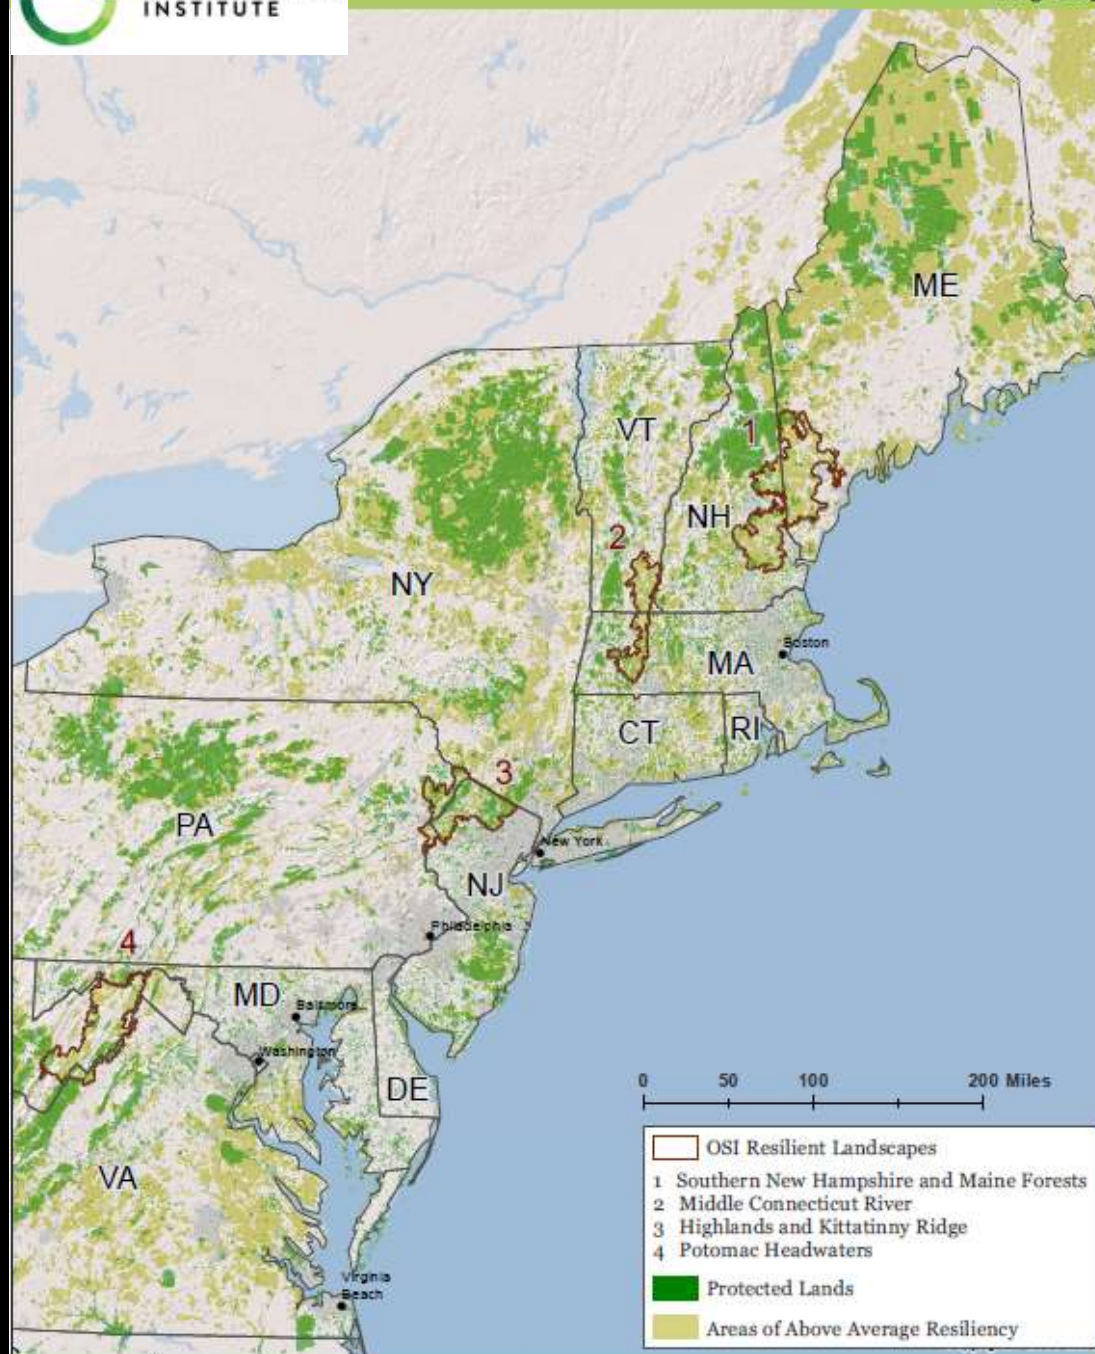 INSTITUTE
ME
VT
1
NH
2
NY
Boston
MA
CT
RI
3
PA
New York
NJ
Philadelphia
4
MD
Baltimore
Washington
DE
VA
Virginia
Beach
0 50 100 200 Miles
OSI Resilient Landscapes
1 Southern New Hampshire and Maine Forests
2 Middle Connecticut River
3 Highlands and Kittatinny Ridge
4 Potomac Headwaters
Protected Lands
Areas of Above Average Resiliency